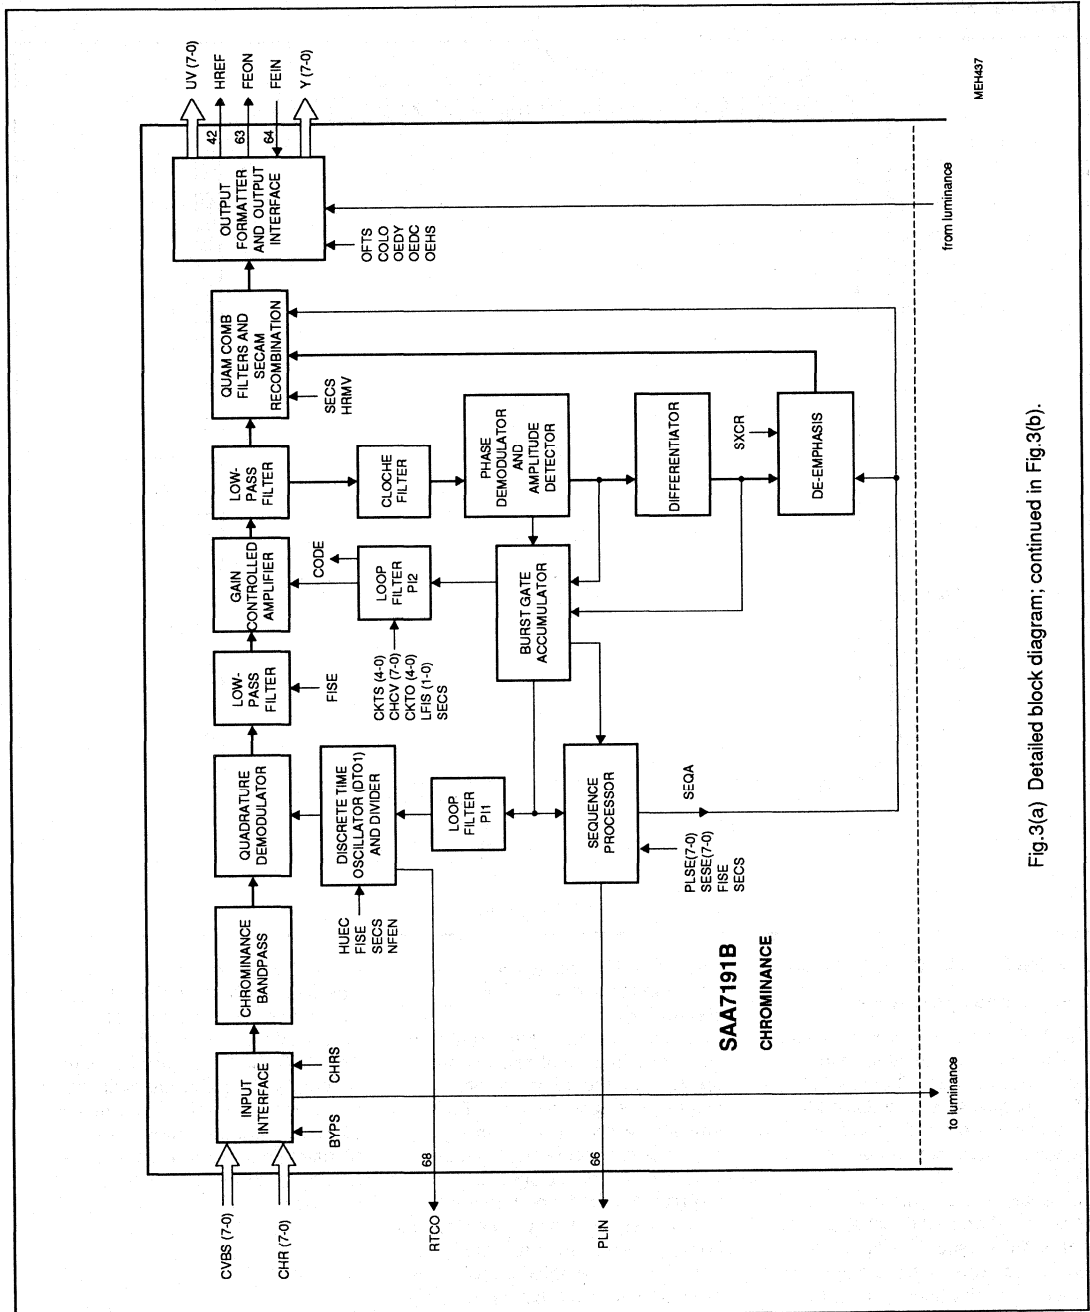 CVBS (7-0)
CHR (7-0)
INPUT
INTERFACE
BYPS
CHRS
CHROMINANCE
BANDPASS
QUADRATURE
DEMODULATOR
LOW-
PASS
FILTER
FISE
GAIN
CONTROLLED
AMPLIFIER
LOW-
PASS
FILTER
QUAM COMB
FILTERS AND
SECAM
RECOMBINATION
SECS
HRMV
OUTPUT
FORMATTER
AND OUTPUT
INTERFACE
OFTS
COLO
OEDY
OEDC
OEHS
UV (7-0)
42
HREF
63
FEON
64
FEIN
Y (7-0)
HUEC
FISE
SECS
NFEN
DISCRETE TIME
OSCILLATOR (DTO1)
AND DIVIDER
LOOP
FILTER
PI1
CKTS (4-0)
CHCV (7-0)
CKTO (4-0)
LFIS (1-0)
SECS
LOOP
FILTER
PI2
CODE
CLOCHE
FILTER
PHASE
DEMODULATOR
AND
AMPLITUDE
DETECTOR
BURST GATE
ACCUMULATOR
DIFFERENTIATOR
SXCR
DE-EMPHASIS
SEQUENCE
PROCESSOR
SEQA
PLSE(7-0)
SESE(7-0)
FISE
SECS
68
RTCO
66
PLIN
SAA7191B
CHROMINANCE
to luminance
from luminance
MEH437
Fig.3(a) Detailed block diagram; continued in Fig.3(b).